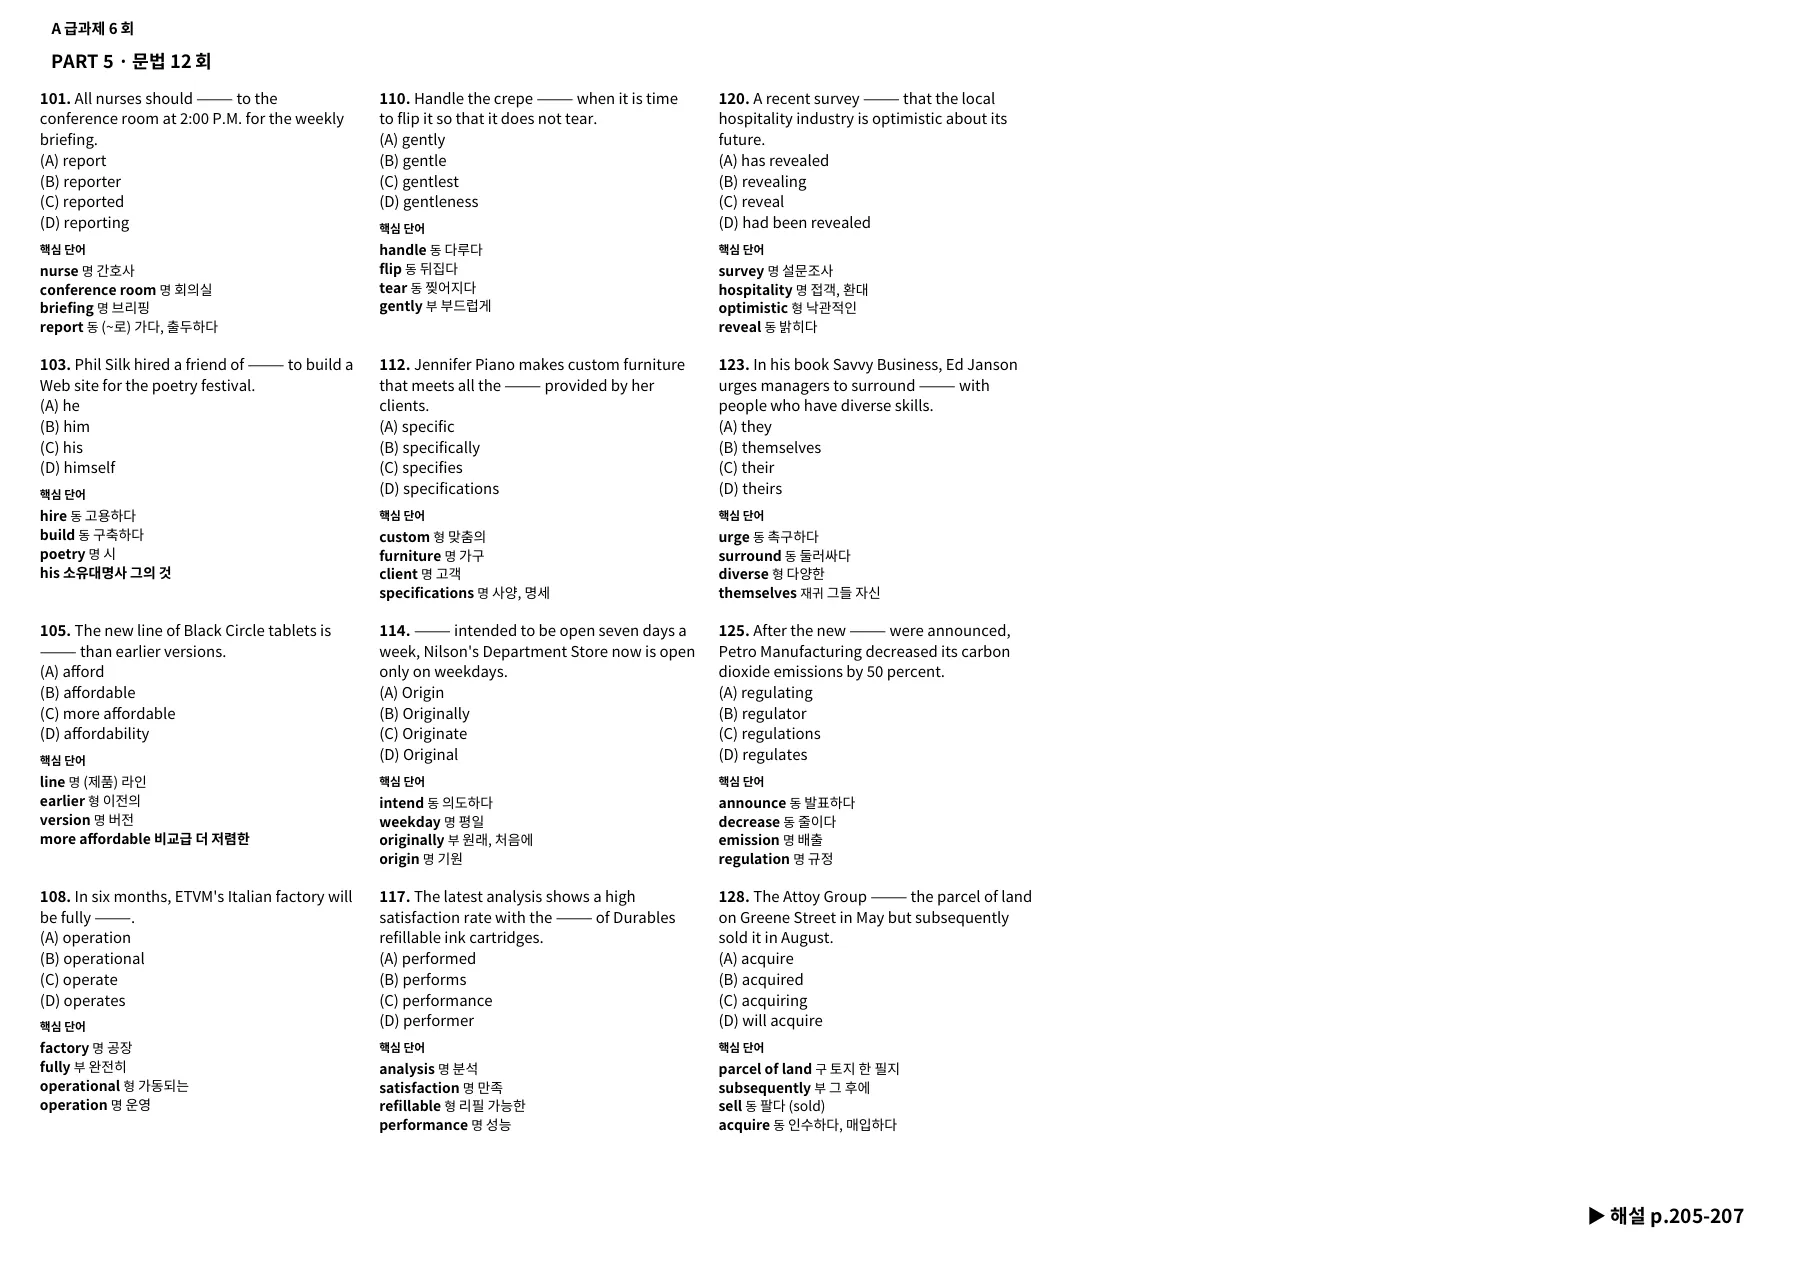 A 급과제 6 회
PART 5 · 문법 12 회
101. All nurses should ――― to the
conference room at 2:00 P.M. for the weekly
briefing.
(A) report
(B) reporter
(C) reported
(D) reporting
핵심 단어
nurse 명 간호사
conference room 명 회의실
briefing 명 브리핑
report 동 (~로) 가다, 출두하다
103. Phil Silk hired a friend of ――― to build a
Web site for the poetry festival.
(A) he
(B) him
(C) his
(D) himself
핵심 단어
hire 동 고용하다
build 동 구축하다
poetry 명 시
his 소유대명사 그의 것
105. The new line of Black Circle tablets is
――― than earlier versions.
(A) afford
(B) affordable
(C) more affordable
(D) affordability
핵심 단어
line 명 (제품) 라인
earlier 형 이전의
version 명 버전
more affordable 비교급 더 저렴한
108. In six months, ETVM's Italian factory will
be fully ―――.
(A) operation
(B) operational
(C) operate
(D) operates
핵심 단어
factory 명 공장
fully 부 완전히
operational 형 가동되는
operation 명 운영
110. Handle the crepe ――― when it is time
to flip it so that it does not tear.
(A) gently
(B) gentle
(C) gentlest
(D) gentleness
핵심 단어
handle 동 다루다
flip 동 뒤집다
tear 동 찢어지다
gently 부 부드럽게
112. Jennifer Piano makes custom furniture
that meets all the ――― provided by her
clients.
(A) specific
(B) specifically
(C) specifies
(D) specifications
핵심 단어
custom 형 맞춤의
furniture 명 가구
client 명 고객
specifications 명 사양, 명세
114. ――― intended to be open seven days a
week, Nilson's Department Store now is open
only on weekdays.
(A) Origin
(B) Originally
(C) Originate
(D) Original
핵심 단어
intend 동 의도하다
weekday 명 평일
originally 부 원래, 처음에
origin 명 기원
117. The latest analysis shows a high
satisfaction rate with the ――― of Durables
refillable ink cartridges.
(A) performed
(B) performs
(C) performance
(D) performer
핵심 단어
analysis 명 분석
satisfaction 명 만족
refillable 형 리필 가능한
performance 명 성능
120. A recent survey ――― that the local
hospitality industry is optimistic about its
future.
(A) has revealed
(B) revealing
(C) reveal
(D) had been revealed
핵심 단어
survey 명 설문조사
hospitality 명 접객, 환대
optimistic 형 낙관적인
reveal 동 밝히다
123. In his book Savvy Business, Ed Janson
urges managers to surround ――― with
people who have diverse skills.
(A) they
(B) themselves
(C) their
(D) theirs
핵심 단어
urge 동 촉구하다
surround 동 둘러싸다
diverse 형 다양한
themselves 재귀 그들 자신
125. After the new ――― were announced,
Petro Manufacturing decreased its carbon
dioxide emissions by 50 percent.
(A) regulating
(B) regulator
(C) regulations
(D) regulates
핵심 단어
announce 동 발표하다
decrease 동 줄이다
emission 명 배출
regulation 명 규정
128. The Attoy Group ――― the parcel of land
on Greene Street in May but subsequently
sold it in August.
(A) acquire
(B) acquired
(C) acquiring
(D) will acquire
핵심 단어
parcel of land 구 토지 한 필지
subsequently 부 그 후에
sell 동 팔다 (sold)
acquire 동 인수하다, 매입하다
▶ 해설 p.205-207